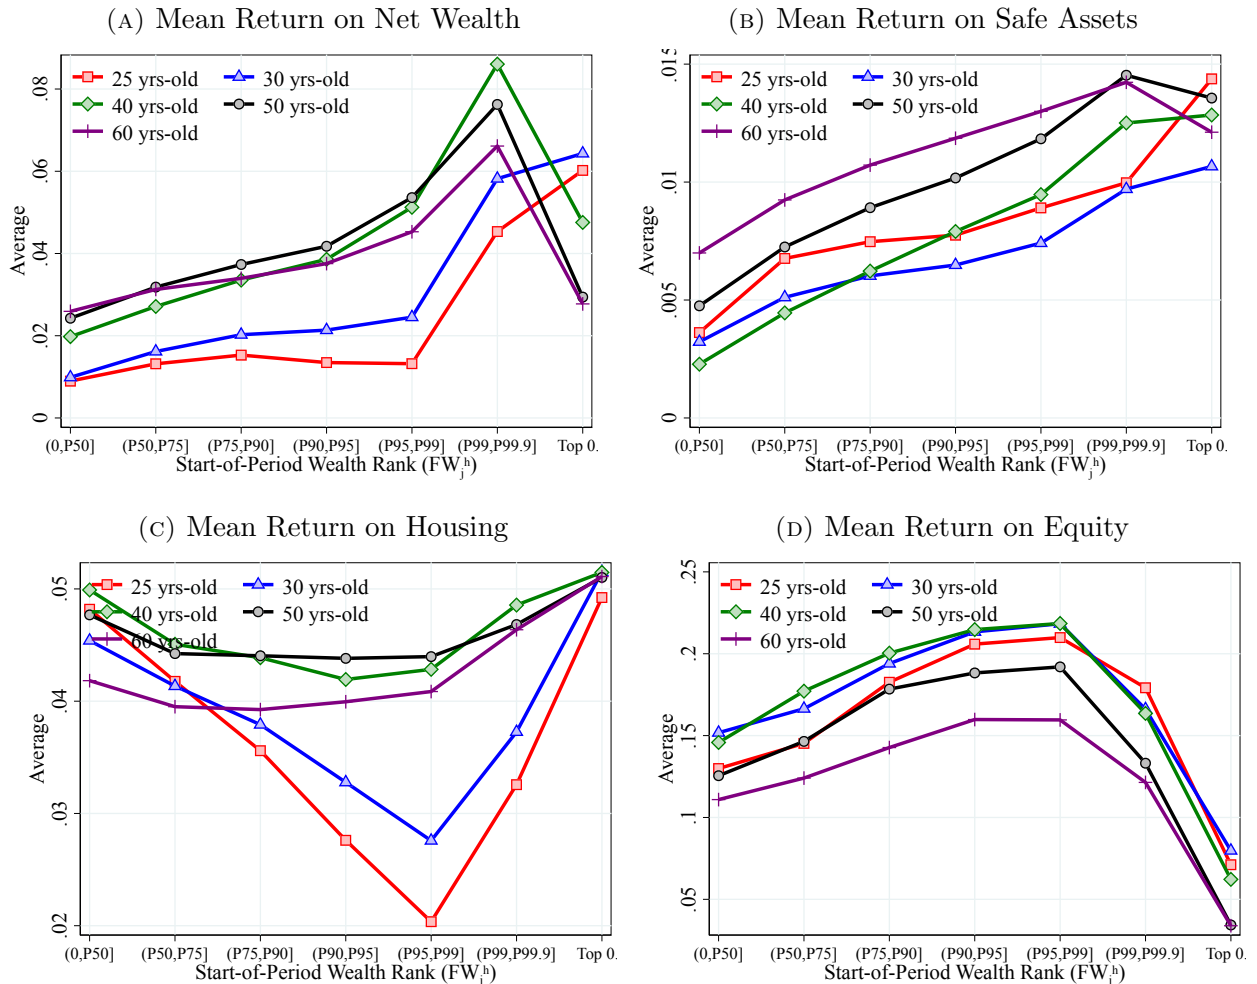 (A) Mean Return on Net Wealth
25 yrs-old 30 yrs-old
40 yrs-old 50 yrs-old
60 yrs-old
Average
.08
.06
.04
.02
0
(0,P50] (P50,P75] (P75,P90] (P90,P95] (P95,P99] (P99,P99.9] Top 0.
Start-of-Period Wealth Rank (FW_j^h)
(B) Mean Return on Safe Assets
25 yrs-old 30 yrs-old
40 yrs-old 50 yrs-old
60 yrs-old
Average
.015
.01
.005
0
(0,P50] (P50,P75] (P75,P90] (P90,P95] (P95,P99] (P99,P99.9] Top 0.
Start-of-Period Wealth Rank (FW_j^h)
(C) Mean Return on Housing
25 yrs-old 30 yrs-old
40 yrs-old 50 yrs-old
60 yrs-old
Average
.05
.04
.03
.02
(0,P50] (P50,P75] (P75,P90] (P90,P95] (P95,P99] (P99,P99.9] Top 0.
Start-of-Period Wealth Rank (FW_j^h)
(D) Mean Return on Equity
25 yrs-old 30 yrs-old
40 yrs-old 50 yrs-old
60 yrs-old
Average
.25
.2
.15
.1
.05
(0,P50] (P50,P75] (P75,P90] (P90,P95] (P95,P99] (P99,P99.9] Top 0.
Start-of-Period Wealth Rank (FW_j^h)